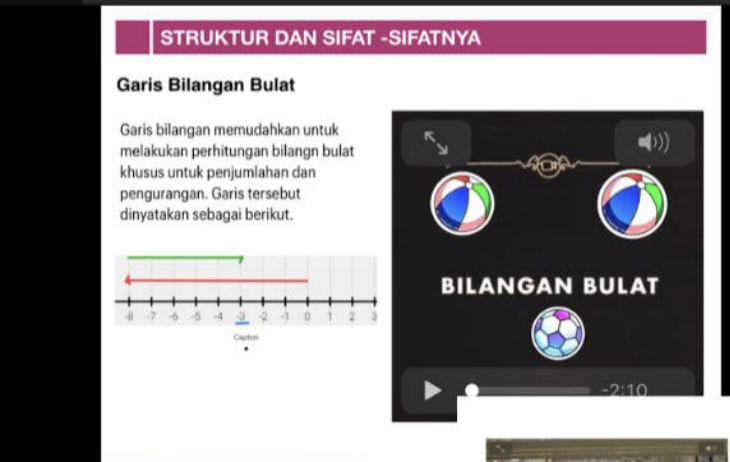 STRUKTUR DAN SIFAT -SIFATNYA
Garis Bilangan Bulat
Garis bilangan memudahkan untuk
melakukan perhitungan bilangn bulat
khusus untuk penjumlahan dan
pengurangan. Garis tersebut
dinyatakan sebagai berikut.
-8 -7 -6 -5 -4 -3 -2 -1 0 1 2 3
Caption
BILANGAN BULAT
-2:10